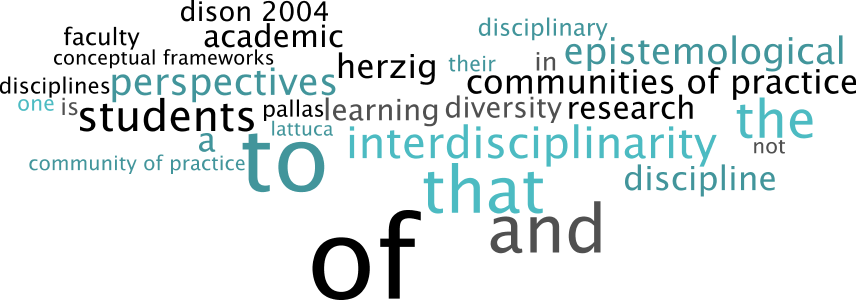 dison 2004
disciplinary
faculty academic
conceptual frameworks herzig their in epistemological
disciplines perspectives communities of practice
one is students pallas learning diversity research the
a lattuca interdisciplinarity not
community of practice to discipline
that
and
of